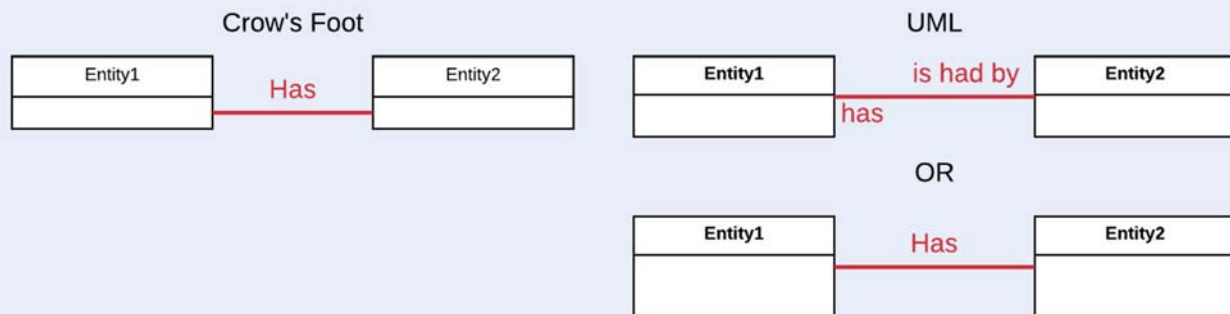 Crow's Foot
Entity1
Has
Entity2
UML
Entity1
is had by
has
Entity2
OR
Entity1
Has
Entity2